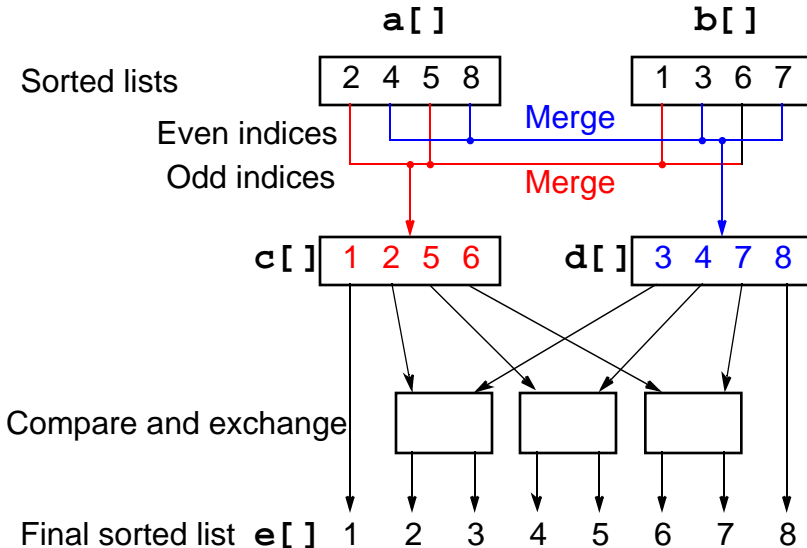 a[] b[]
Sorted lists 2 4 5 8 1 3 6 7
Merge
Even indices
Odd indices Merge
c[] 1 2 5 6 d[] 3 4 7 8
Compare and exchange
Final sorted list e[] 1 2 3 4 5 6 7 8